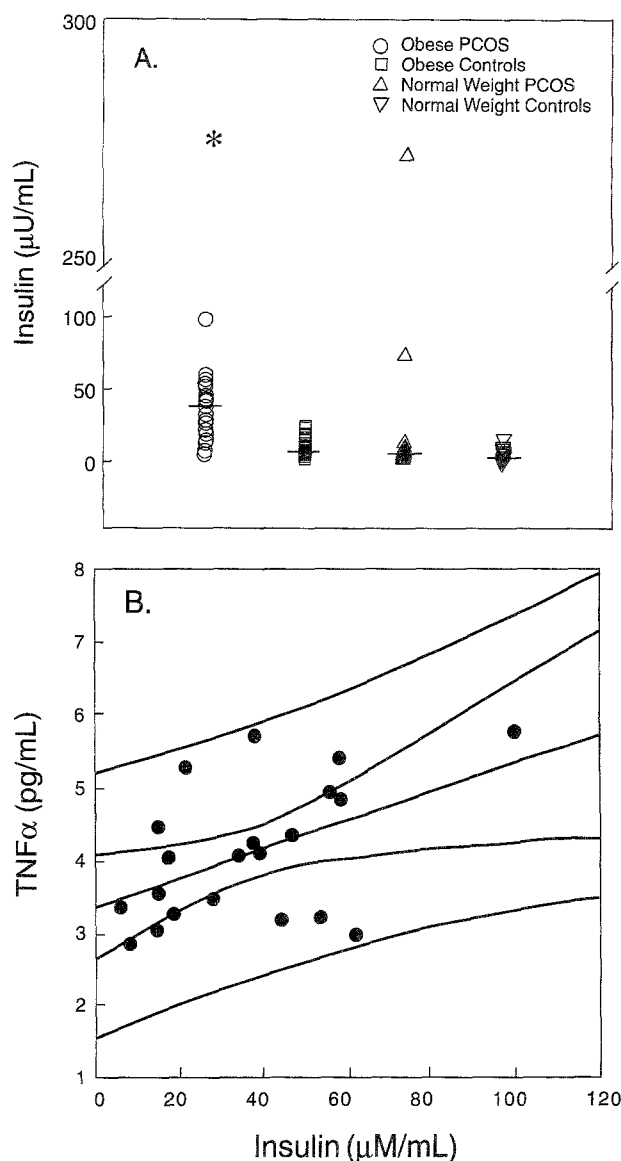 300
A.
Obese PCOS
Obese Controls
Normal Weight PCOS
Normal Weight Controls
*
Insulin (μU/mL)
250
100
50
0
B.
8
7
6
5
4
3
2
1
TNFα (pg/mL)
0 20 40 60 80 100 120
Insulin (μM/mL)